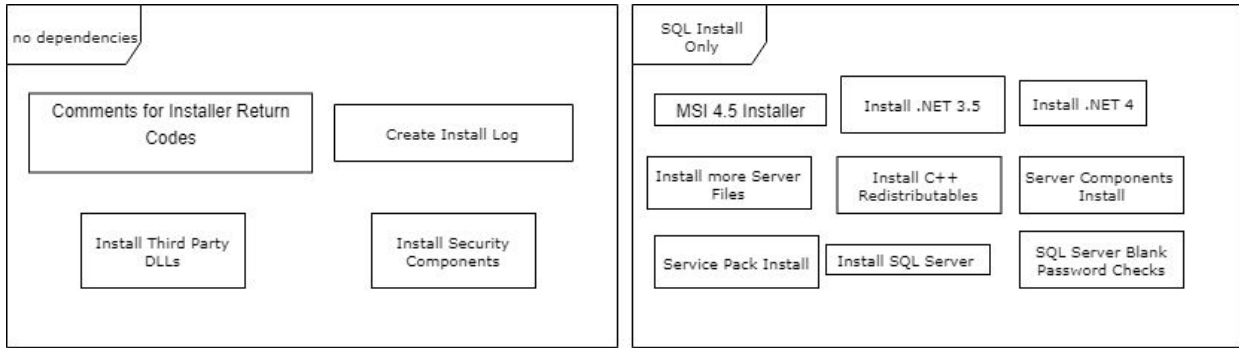 no dependencies
Comments for Installer Return
Codes
Create Install Log
Install Third Party
DLLs
Install Security
Components
SQL Install
Only
MSI 4.5 Installer
Install .NET 3.5
Install .NET 4
Install more Server
Files
Install C++
Redistributables
Server Components
Install
Service Pack Install
Install SQL Server
SQL Server Blank
Password Checks